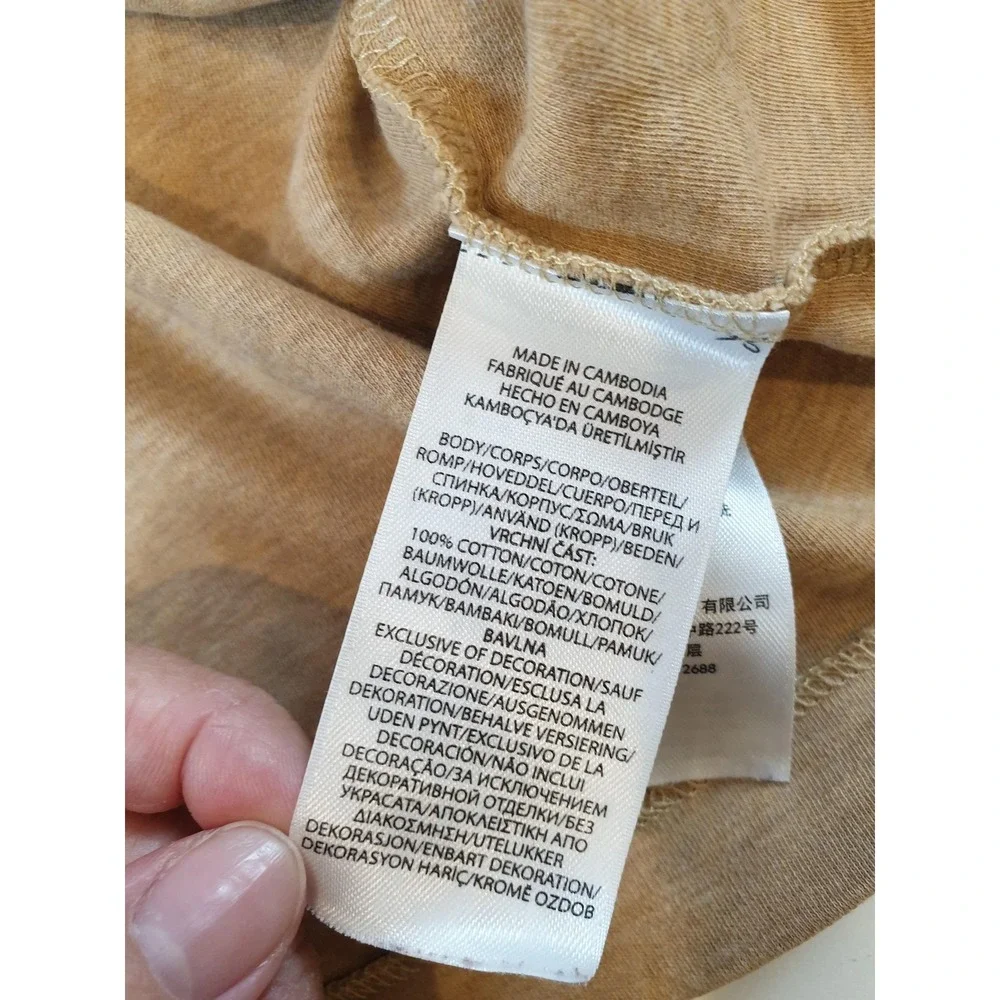 MADE IN CAMBODIA
FABRIQUÉ AU CAMBODGE
HECHO EN CAMBOYA
KAMBOÇYA'DA ÜRETİLMİŞTİR
BODY/CORPS/CORPO/OBERTEIL/
ROMP/HOVEDDEL/CUERPO/ПЕРЕД И
СПИНКА/КОРПУС/ΣΩΜΑ/BRUK
(KROPP)/ANVÄND (KROPP)/BEDEN/
VRCHNÍ ČÁST:
100% COTTON/COTON/COTONE/
BAUMWOLLE/KATOEN/BOMULD/
ALGODÓN/ALGODÃO/ХЛОПОК/
ПАМУК/ΒΑΜΒΑΚΙ/BOMULL/PAMUK/
BAVLNA
EXCLUSIVE OF DECORATION/SAUF
DÉCORATION/ESCLUSA LA
DECORAZIONE/AUSGENOMMEN
DEKORATION/BEHALVE VERSIERING/
UDEN PYNT/EXCLUSIVO DE LA
DECORACIÓN/NÃO INCLUI
DECORAÇÃO/ЗА ИСКЛЮЧЕНИЕМ
ДЕКОРАТИВНОЙ ОТДЕЛКИ/БЕЗ
УКРАСАТА/ΑΠΟΚΛΕΙΣΤΙΚΗ ΑΠΟ
ΔΙΑΚΟΣΜΗΣΗ/UTELUKKER
DEKORASJON/ENBART DEKORATION/
DEKORASYON HARİÇ/KROMĚ OZDOB
有限公司
路222号
层
2688